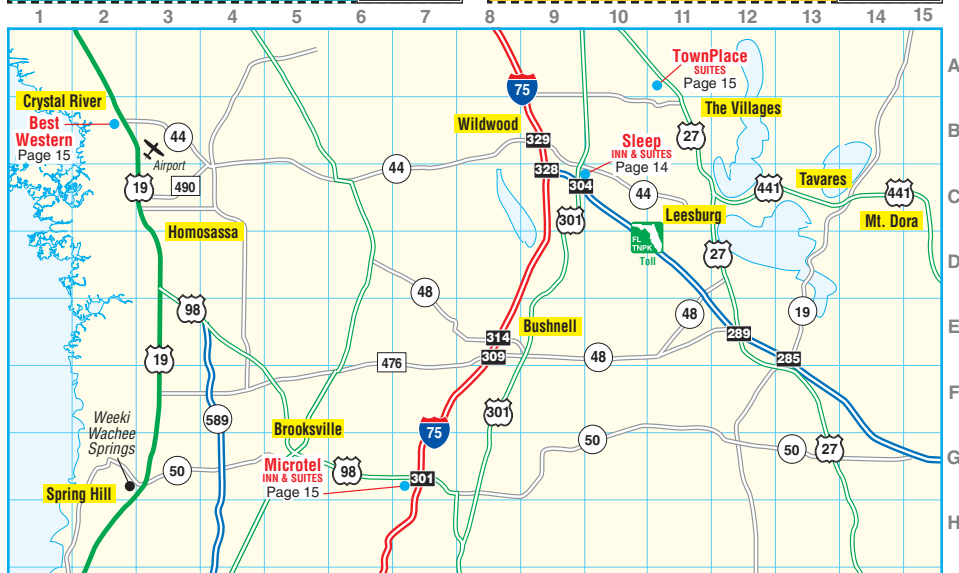 1 2 3 4 5 6 7 8 9 10 11 12 13 14 15
A
TownPlace
SUITES
Page 15
75
Crystal River
The Villages
Best
Western
Page 15
44
Airport
Wildwood
329
27
B
Sleep
INN & SUITES
Page 14
44
328
304
19
490
44
441
Tavares
441
C
Homosassa
301
Leesburg
Mt. Dora
FL
TNPK
Toll
27
D
98
48
48
19
Bushnell
314
289
E
19
309
476
48
285
589
301
F
Weeki
Wachee
Springs
Brooksville
75
50
50
27
G
50
Microtel
INN & SUITES
Page 15
98
301
Spring Hill
H